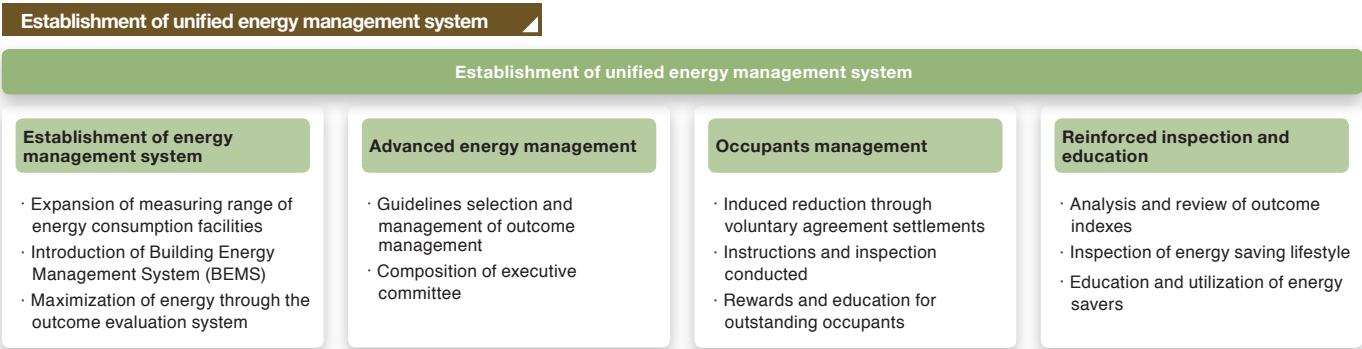 Establishment of unified energy management system
Establishment of unified energy management system
Establishment of energy
management system
· Expansion of measuring range of
energy consumption facilities
· Introduction of Building Energy
Management System (BEMS)
· Maximization of energy through the
outcome evaluation system
Advanced energy management
· Guidelines selection and
management of outcome
management
· Composition of executive
committee
Occupants management
· Induced reduction through
voluntary agreement settlements
· Instructions and inspection
conducted
· Rewards and education for
outstanding occupants
Reinforced inspection and
education
· Analysis and review of outcome
indexes
· Inspection of energy saving lifestyle
· Education and utilization of energy
savers